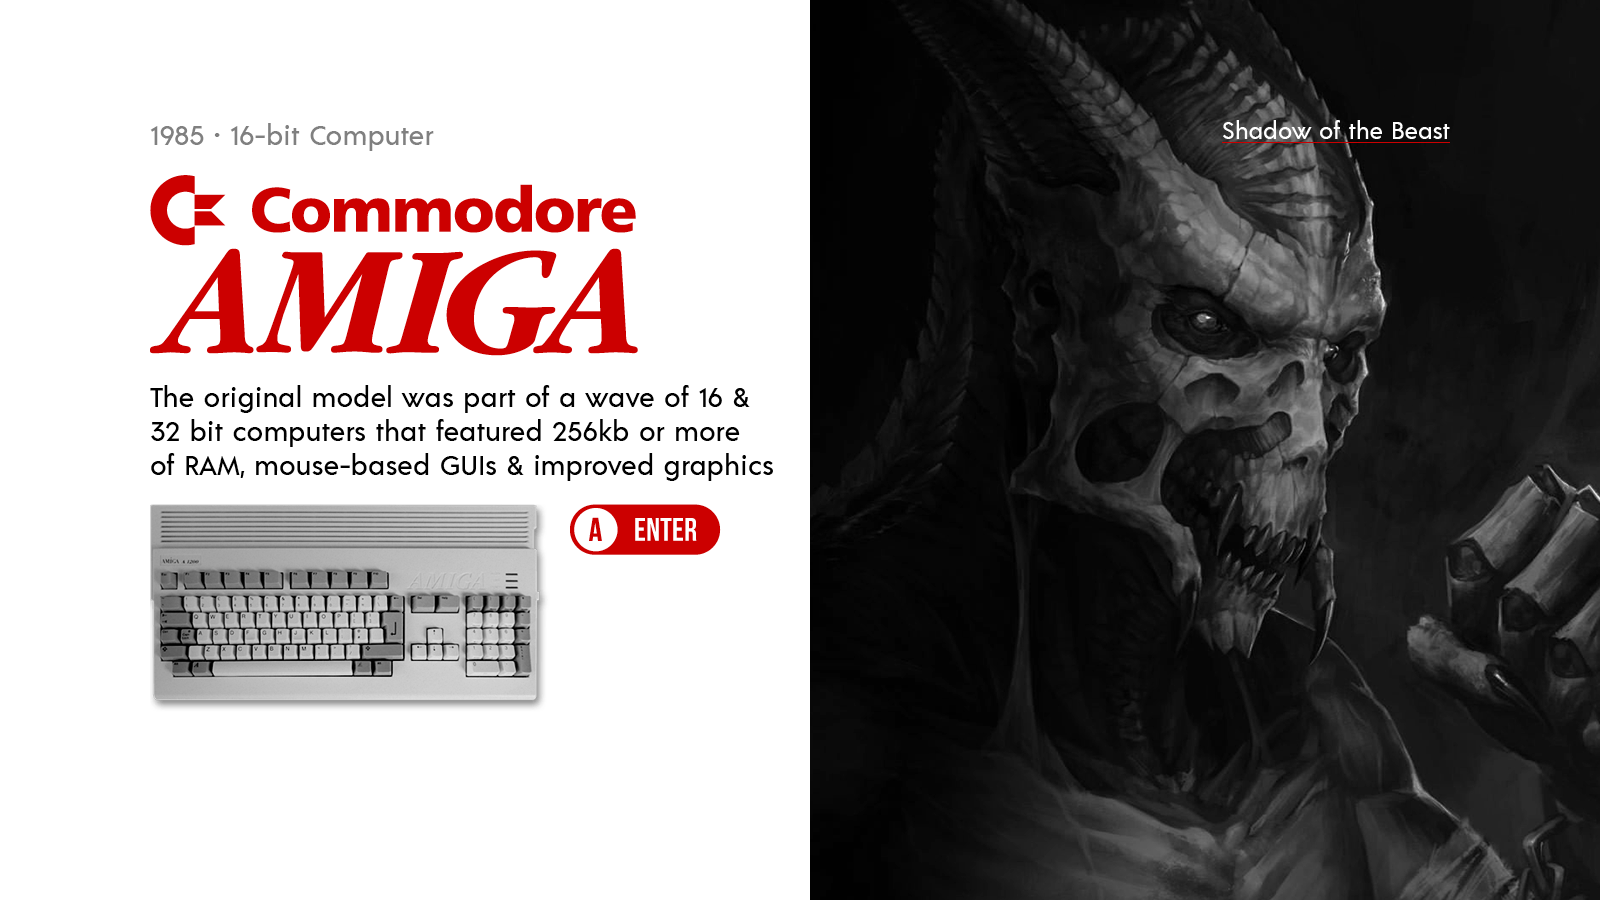 1985 · 16-bit Computer
Commodore
AMIGA
The original model was part of a wave of 16 &
32 bit computers that featured 256kb or more
of RAM, mouse-based GUIs & improved graphics
A ENTER
AMIGA
Shadow of the Beast